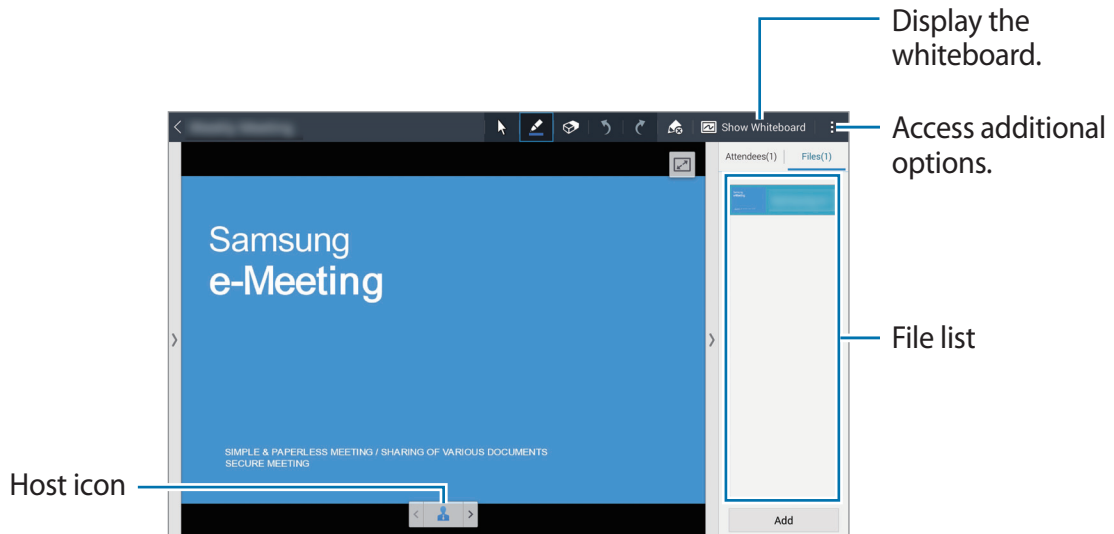 Display the
whiteboard.
Show Whiteboard
Access additional
options.
Attendees(1)
Files(1)
Samsung
e-Meeting
File list
SIMPLE & PAPERLESS MEETING / SHARING OF VARIOUS DOCUMENTS
SECURE MEETING
Host icon
Add